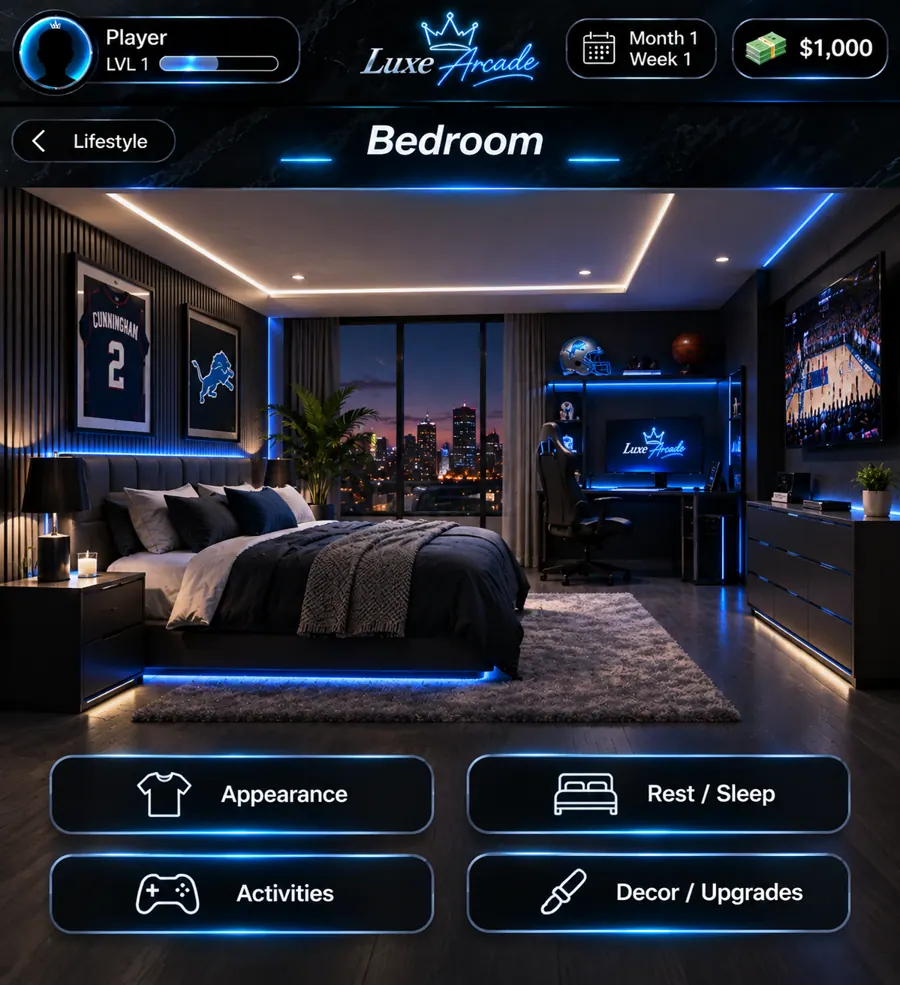 Player
LVL 1
Luxe Arcade
Month 1
Week 1
$1,000
Lifestyle
Bedroom
CUNNINGHAM
2
Luxe Arcade
Appearance
Rest / Sleep
Activities
Decor / Upgrades